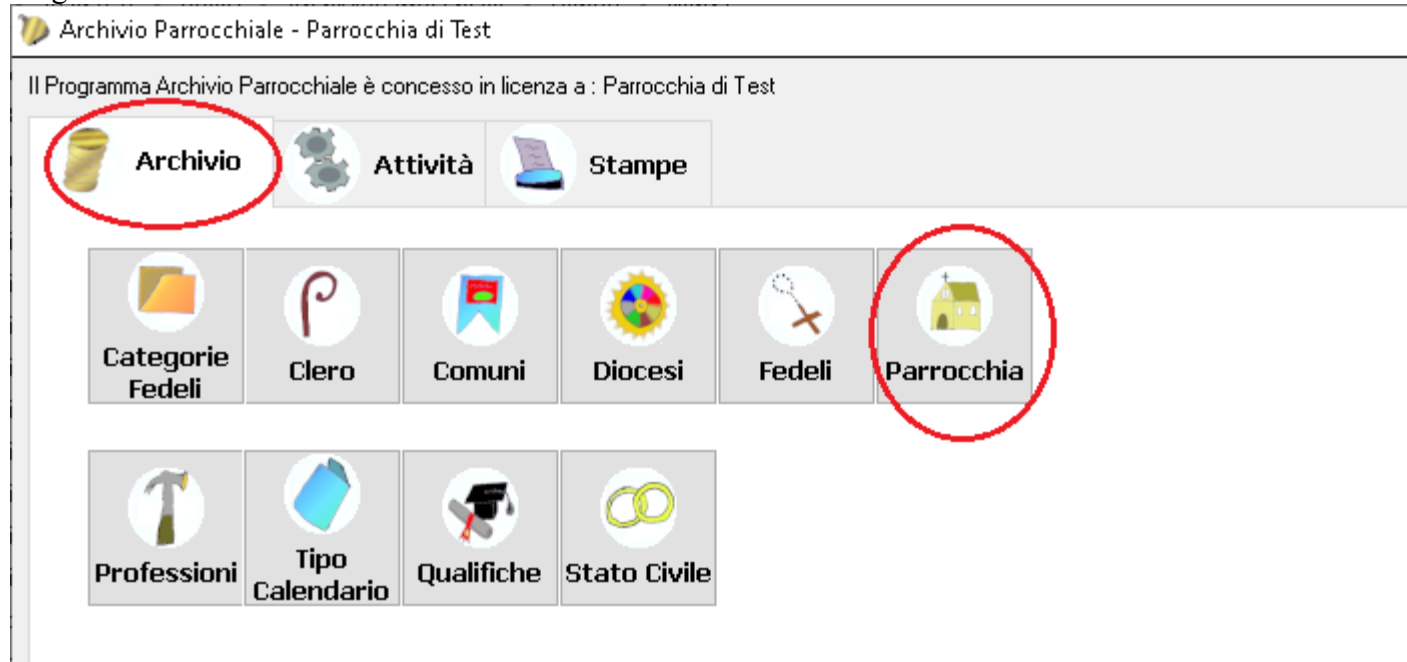 Archivio Parrocchiale - Parrocchia di Test
Il Programma Archivio Parrocchiale è concesso in licenza a : Parrocchia di Test
Archivio Attività Stampe
Categorie Fedeli Clero Comuni Diocesi Fedeli Parrocchia
Professioni Tipo Calendario Qualifiche Stato Civile